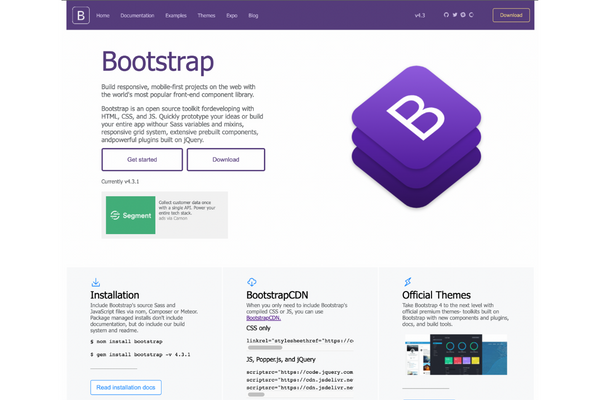 B Home Documentation Examples Themes Expo Blog v4.3 Download
Bootstrap
Build responsive, mobile-first projects on the web with
the world's most popular front-end component library.
Bootstrap is an open source toolkit fordeveloping with
HTML, CSS, and JS. Quickly prototype your ideas or build
your entire app withour Sass variables and mixins,
responsive grid system, extensive prebuilt components,
andpowerful plugins built on jQuery.
Get started Download
Currently v4.3.1
Segment
Collect customer data once
with a single API. Power your
entire tech stack.
ads via Carbon
B
Installation
Include Bootstrap's source Sass and
JavaScript files via nom, Composer or Meteor.
Package managed installs don't include
documentation, but do include our build
system and readme.
$ nom install bootstrap
$ gem install bootstrap -v 4.3.1
Read installation docs
BootstrapCDN
When you only need to include Bootstrap's
compiled CSS or JS, you can use
BootstrapCDN.
CSS only
linkrel="stylesheethref="https://c
JS, Popper.js, and jQuery
scriptsrc="https://code.jquery.com
scriptsrc="https://cdn.jsdelivr.ne
scriptsrc="https://cdn.jsdelivr.ne
Official Themes
Take Bootstrap 4 to the next level with
official premium themes- toolkits built on
Bootstrap with new components and plugins,
docs, and build tools.